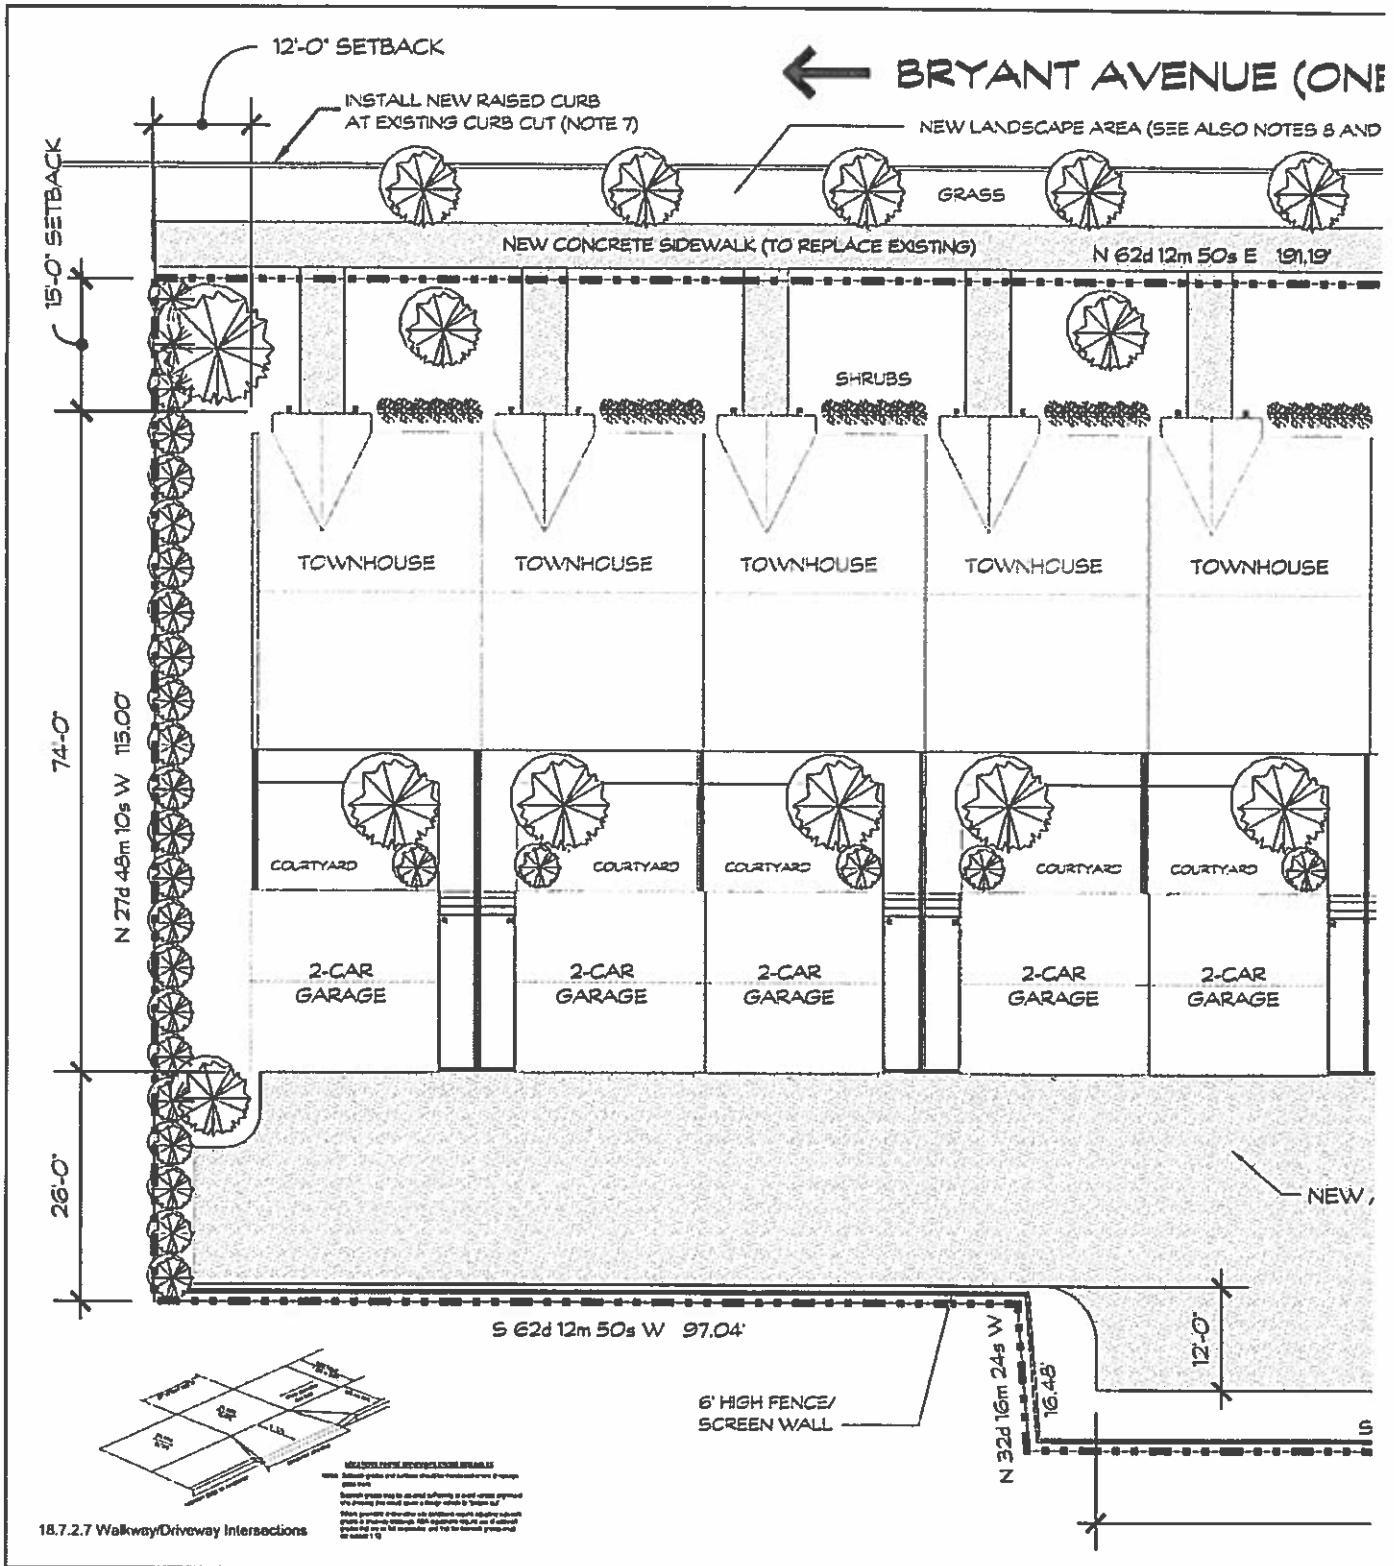 12'-0" SETBACK
BRYANT AVENUE (ONE
INSTALL NEW RAISED CURB
AT EXISTING CURB CUT (NOTE 7)
NEW LANDSCAPE AREA (SEE ALSO NOTES 8 AND
15'-0" SETBACK
GRASS
NEW CONCRETE SIDEWALK (TO REPLACE EXISTING)
N 62d 12m 50s E 191.19'
SHRUBS
TOWNHOUSE
TOWNHOUSE
TOWNHOUSE
TOWNHOUSE
TOWNHOUSE
74'-0"
N 27d 48m 10s W 115.00'
COURTYARD
COURTYARD
COURTYARD
COURTYARD
COURTYARD
2-CAR
GARAGE
2-CAR
GARAGE
2-CAR
GARAGE
2-CAR
GARAGE
2-CAR
GARAGE
26'-0"
NEW
S 62d 12m 50s W 97.04'
N 32d 16m 24s W
16.48'
12'-0"
6' HIGH FENCE/
SCREEN WALL
S
18.7.2.7 Walkway/Driveway Intersections